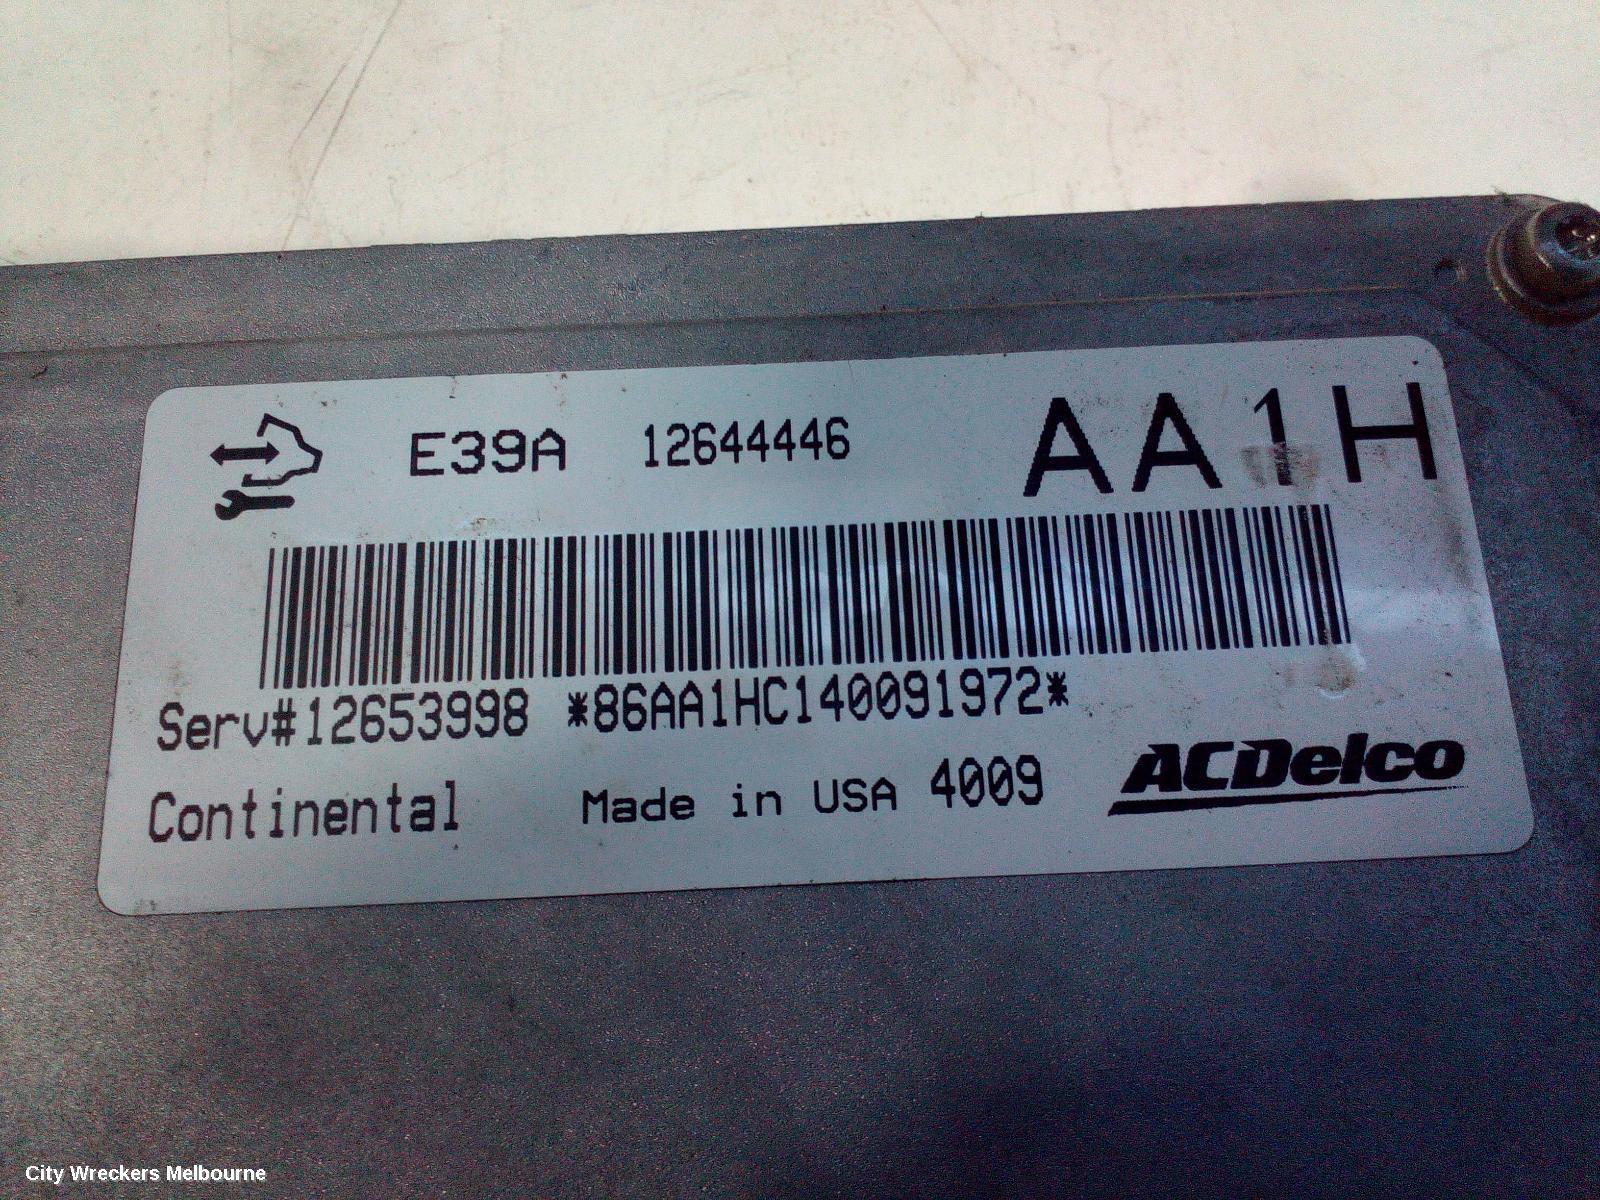 E39A 12644446 AA1H
Serv#12653998 *86AA1HC140091972*
Continental Made in USA 4009 ACDelco
City Wreckers Melbourne